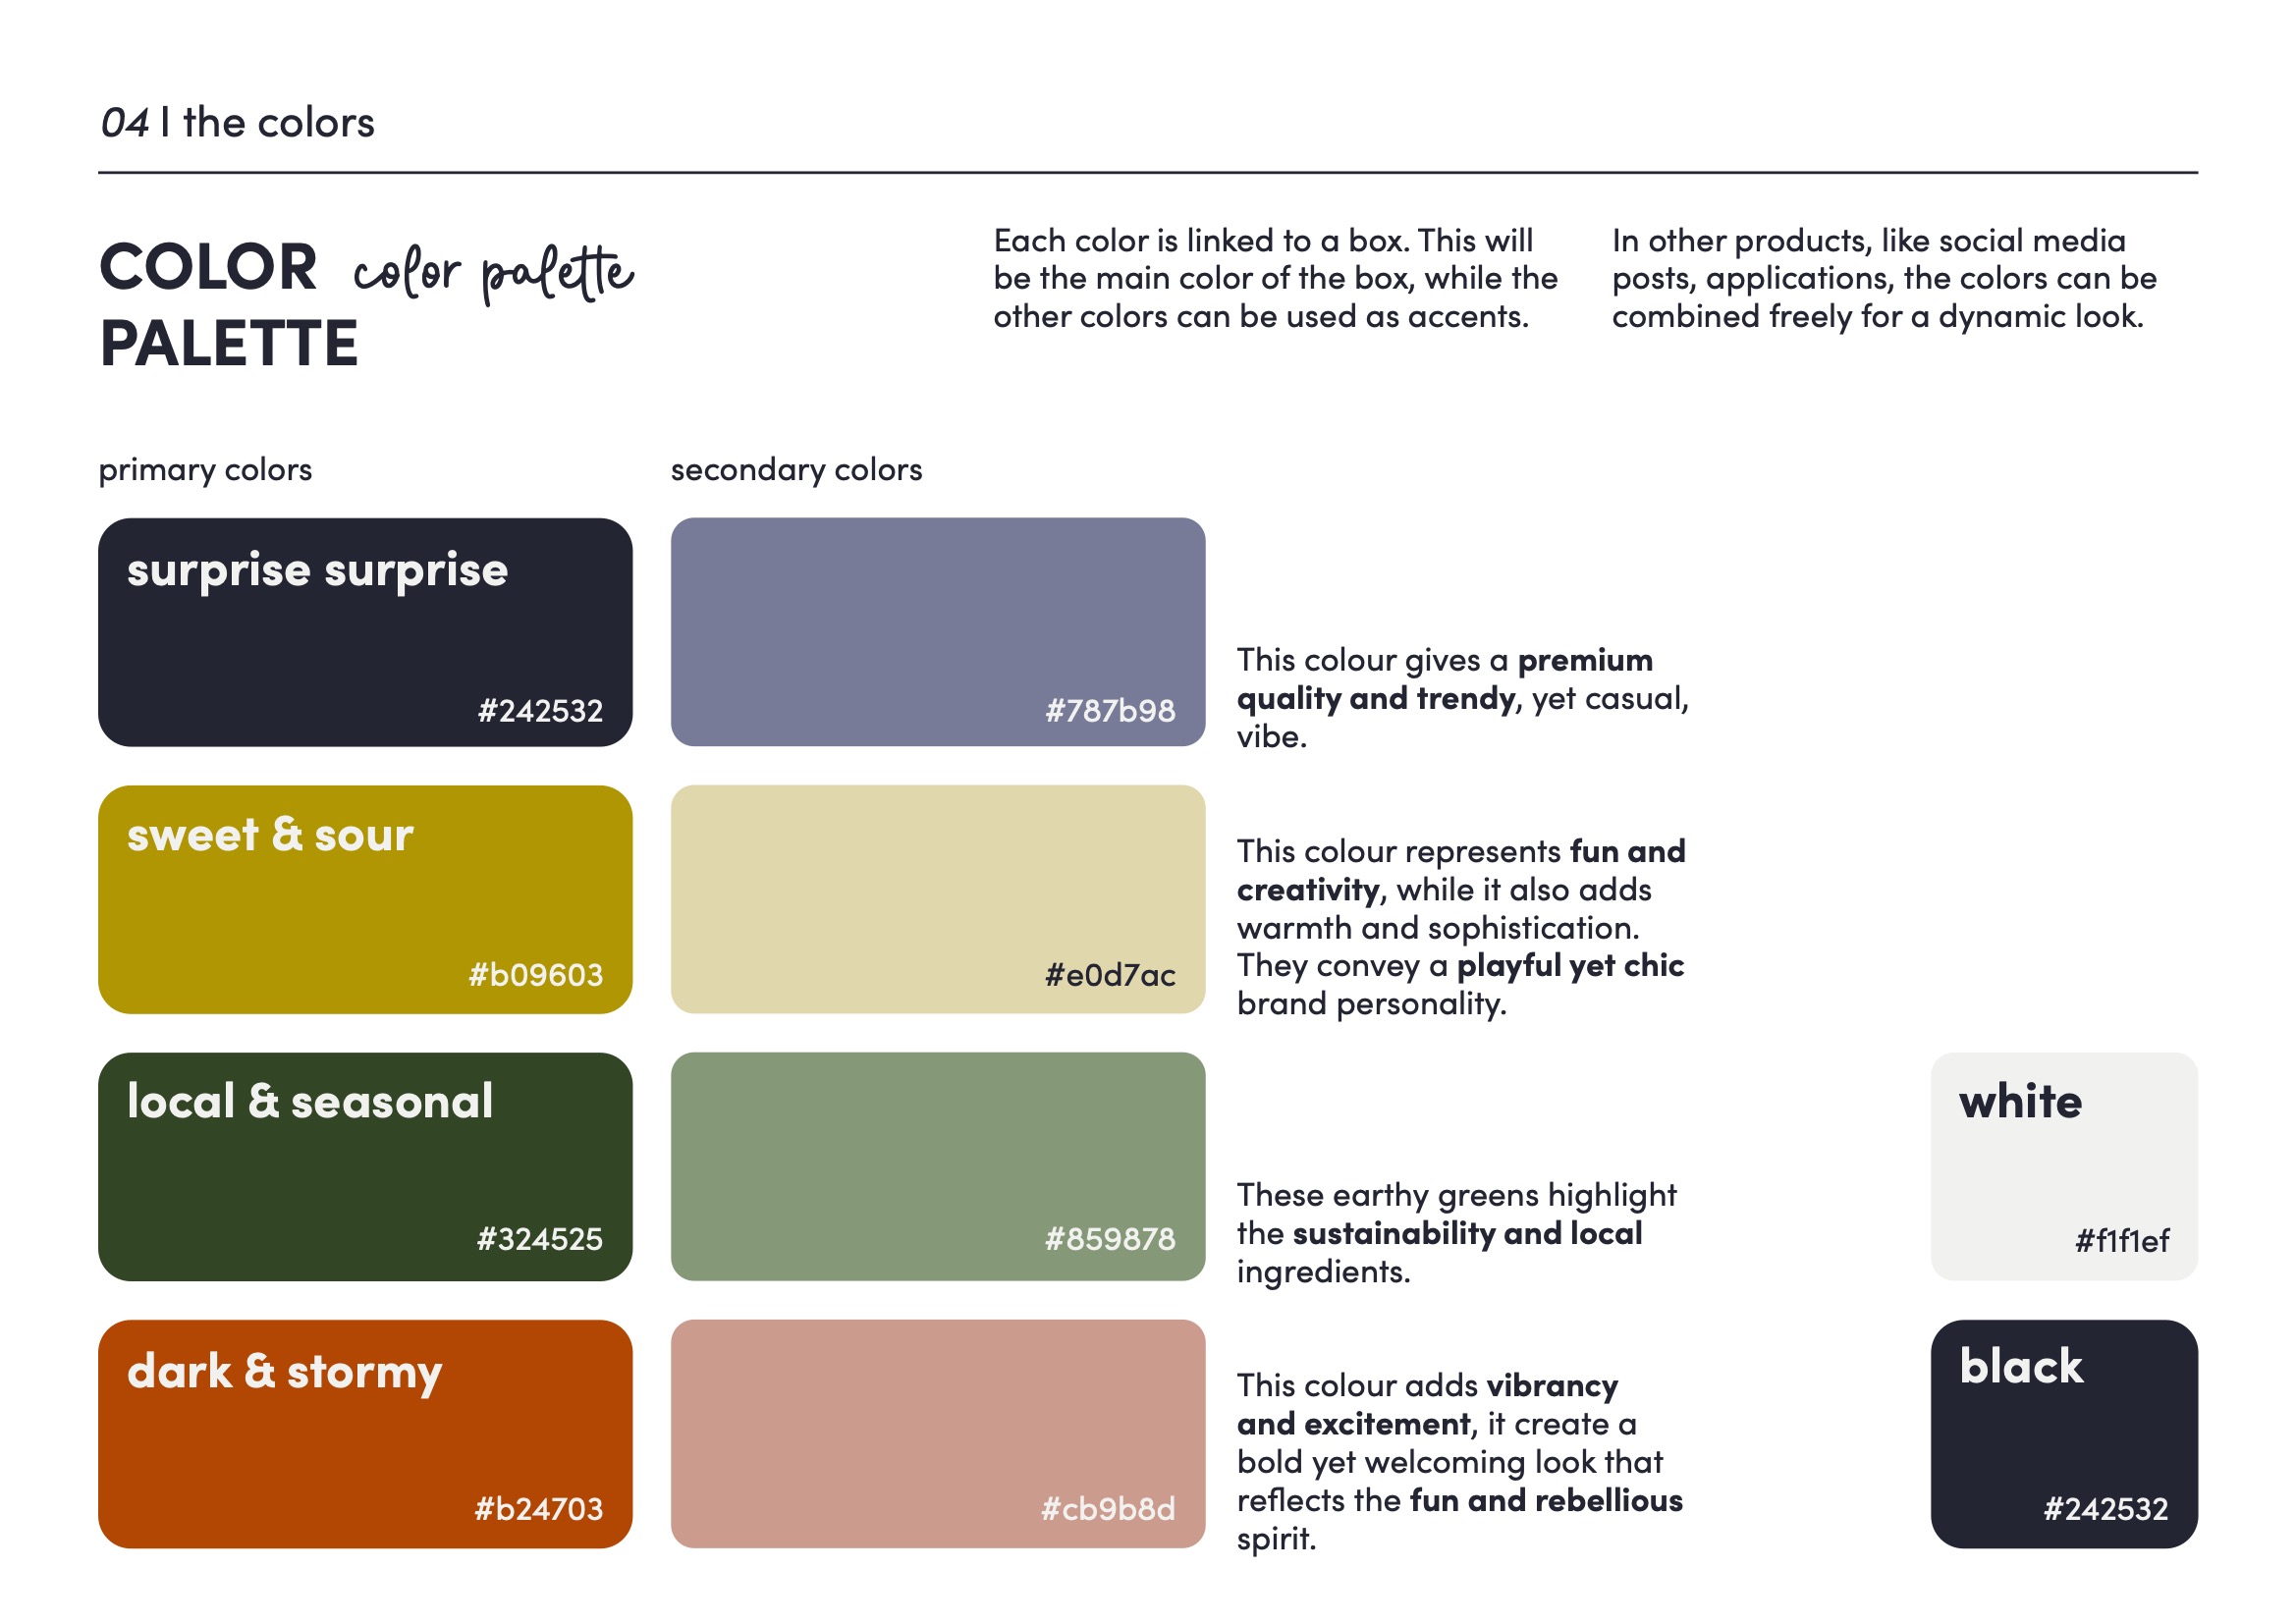 04 I the colors
COLOR
PALETTE
color palette
Each color is linked to a box. This will
be the main color of the box, while the
other colors can be used as accents.
In other products, like social media
posts, applications, the colors can be
combined freely for a dynamic look.
primary colors
secondary colors
surprise surprise
#242532
#787b98
This colour gives a premium
quality and trendy, yet casual,
vibe.
sweet & sour
#b09603
#e0d7ac
This colour represents fun and
creativity, while it also adds
warmth and sophistication.
They convey a playful yet chic
brand personality.
local & seasonal
#324525
#859878
These earthy greens highlight
the sustainability and local
ingredients.
white
#f1f1ef
dark & stormy
#b24703
#cb9b8d
This colour adds vibrancy
and excitement, it create a
bold yet welcoming look that
reflects the fun and rebellious
spirit.
black
#242532